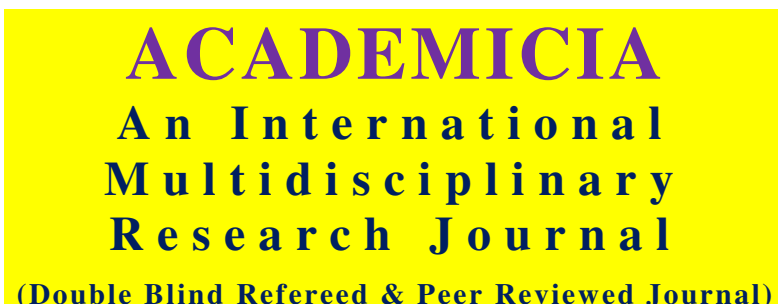 ACADEMICIA
An International
Multidisciplinary
Research Journal
(Double Blind Refereed & Peer Reviewed Journal)